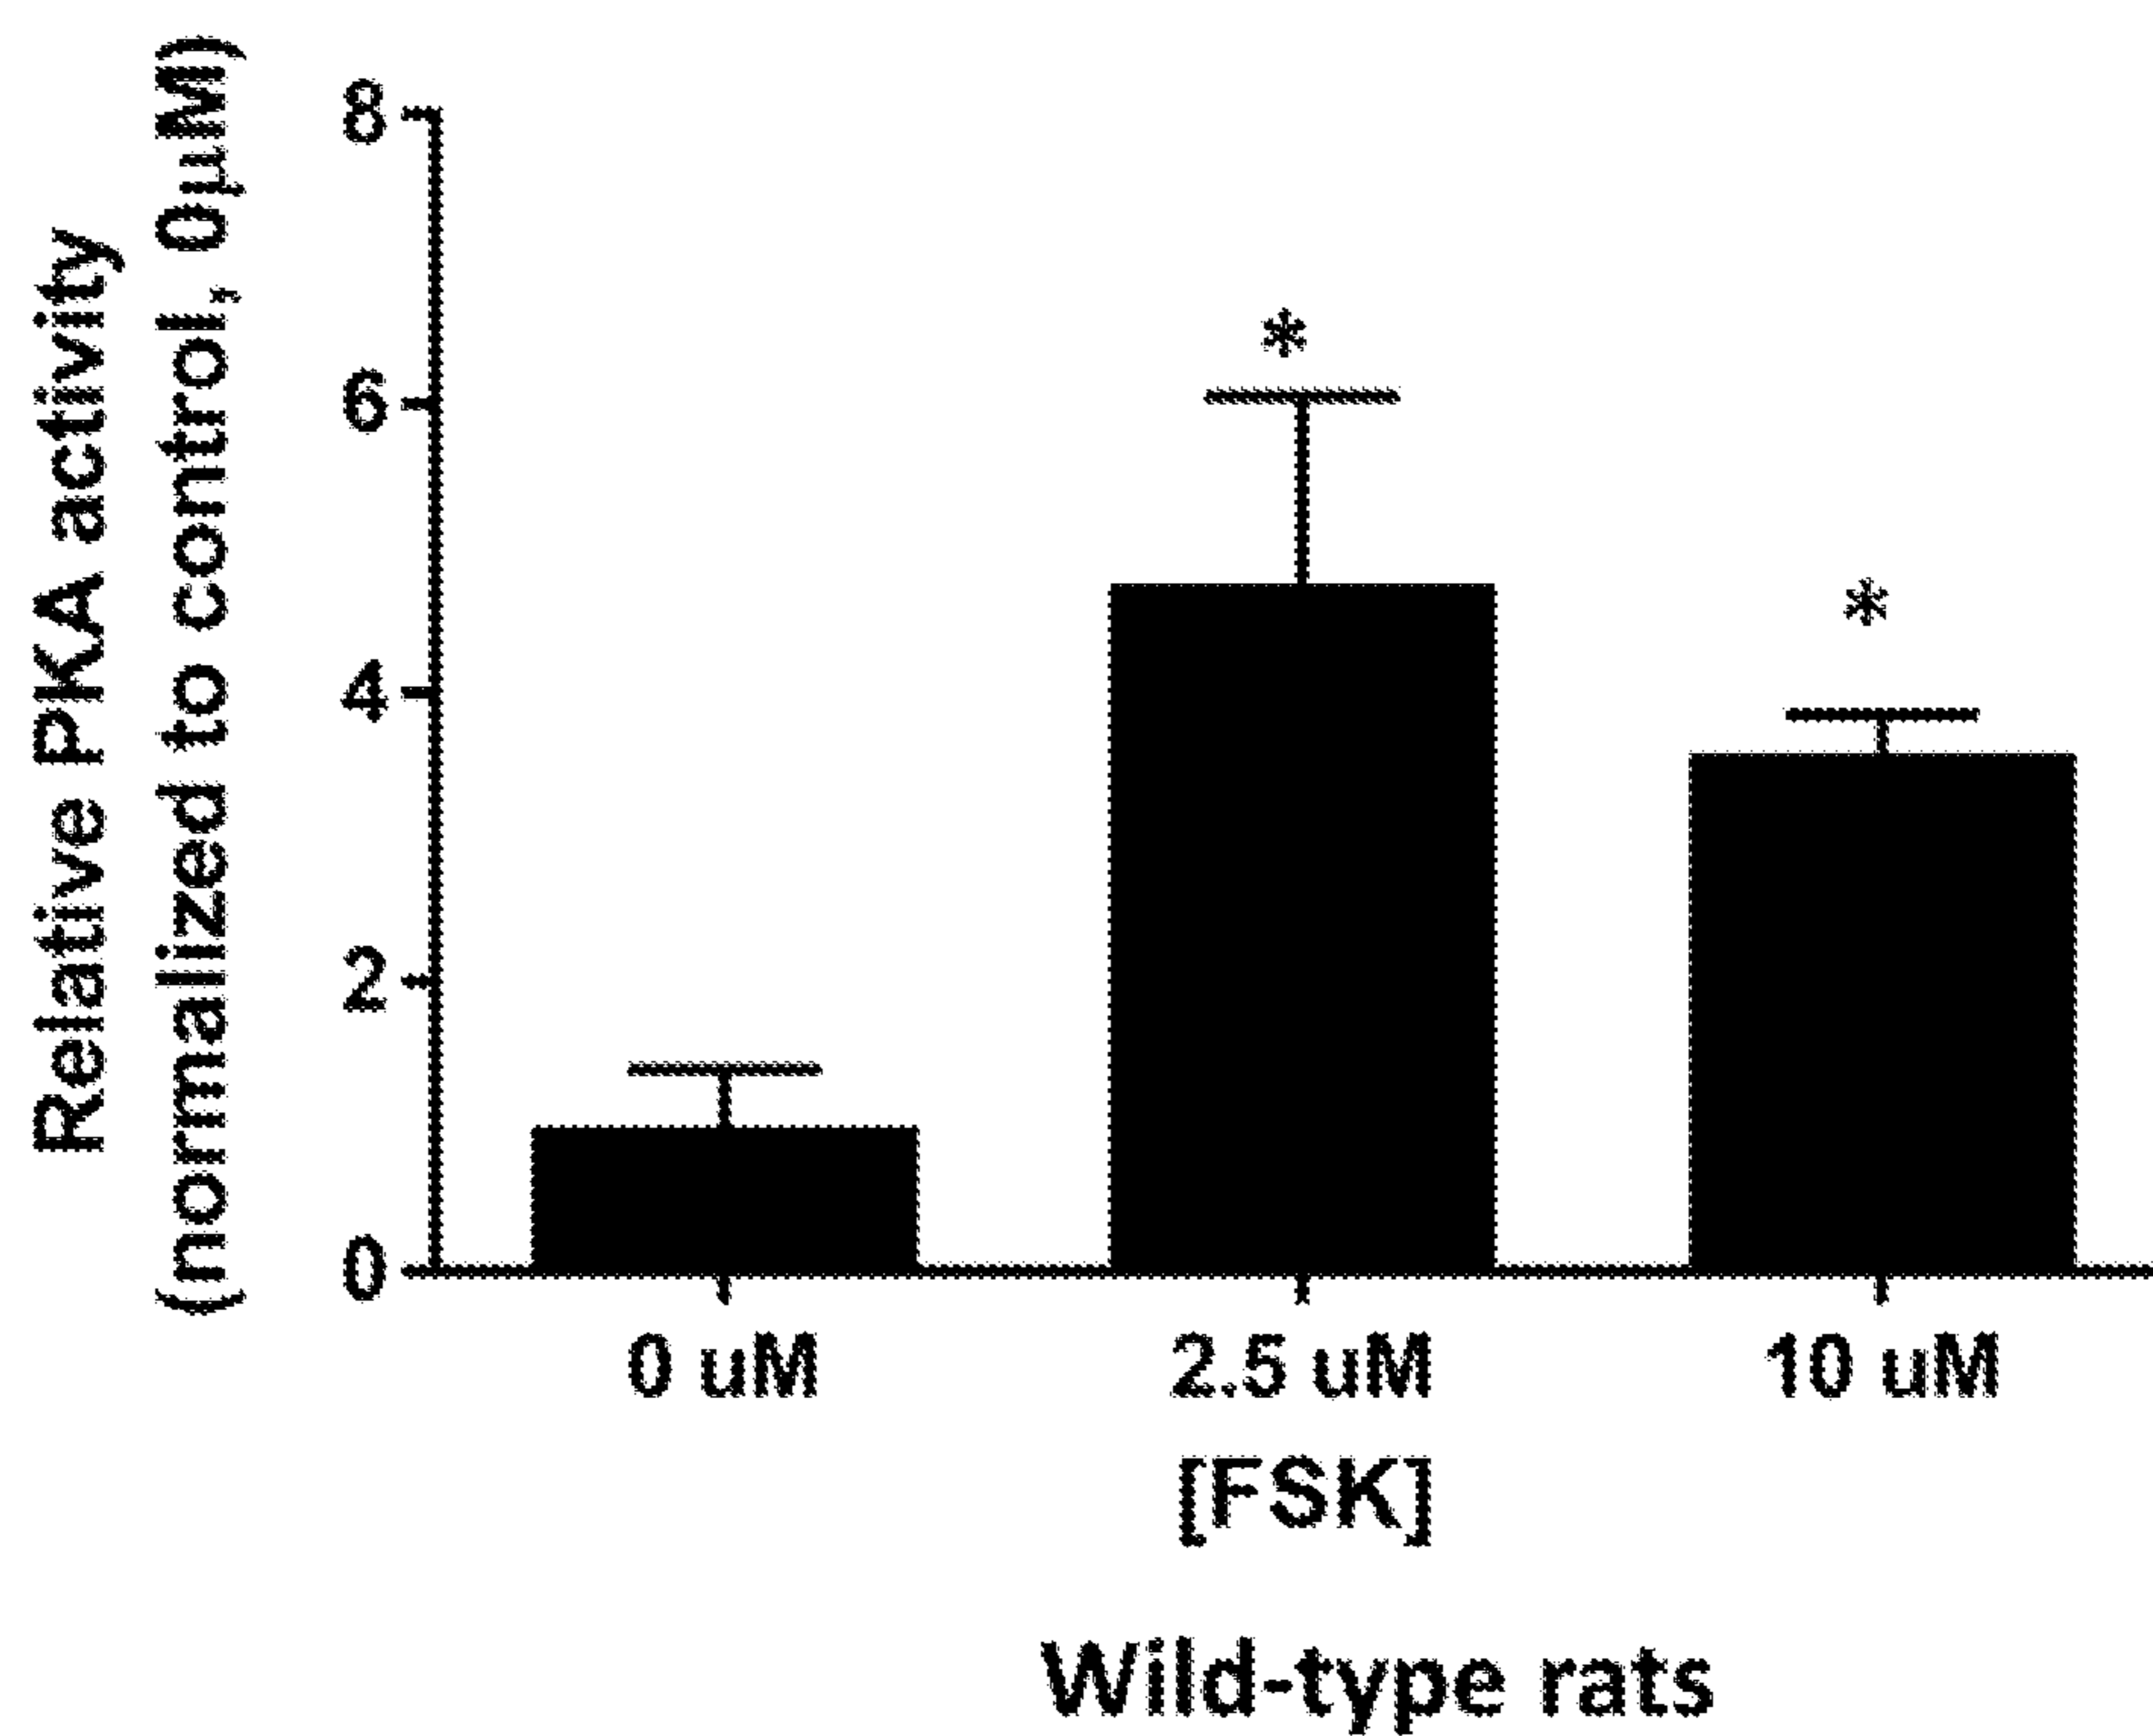 Relative PKA activity
(normalized to control, 0µM)
8
6
4
2
0
*
*
0 uM
2.5 uM
10 uM
[FSK]
Wild-type rats